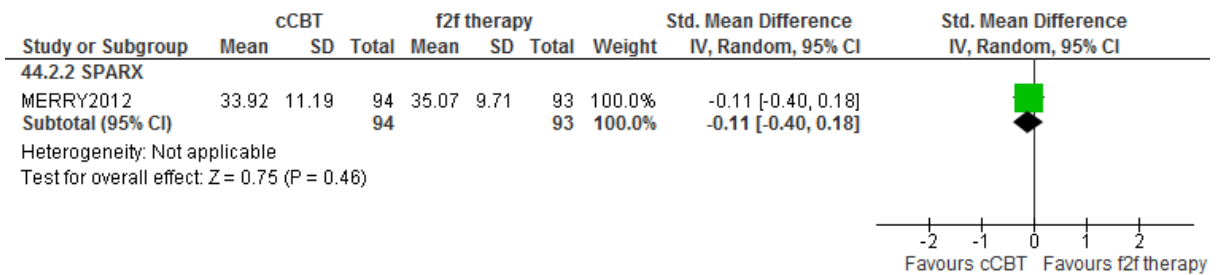 cCBT f2f therapy Std. Mean Difference Std. Mean Difference
Study or Subgroup Mean SD Total Mean SD Total Weight IV, Random, 95% CI IV, Random, 95% CI
44.2.2 SPARX
MERRY2012 33.92 11.19 94 35.07 9.71 93 100.0% -0.11 [-0.40, 0.18]
Subtotal (95% CI) 94 93 100.0% -0.11 [-0.40, 0.18]
Heterogeneity: Not applicable
Test for overall effect: Z = 0.75 (P = 0.46)
-2 -1 0 1 2
Favours cCBT Favours f2f therapy